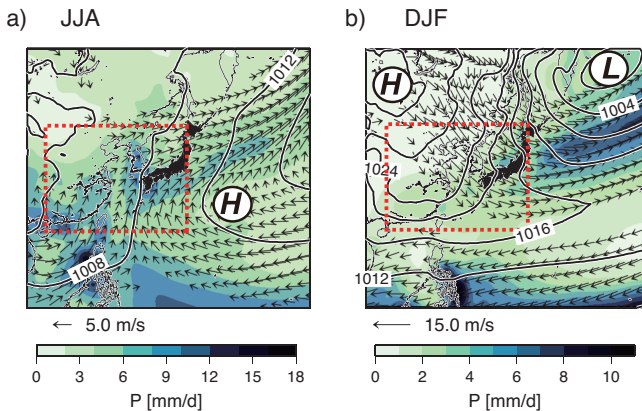 a) JJA
b) DJF
1012
H
1008
H
L
1004
1024
1016
1012
5.0 m/s
15.0 m/s
0 3 6 9 12 15 18
P [mm/d]
0 2 4 6 8 10
P [mm/d]